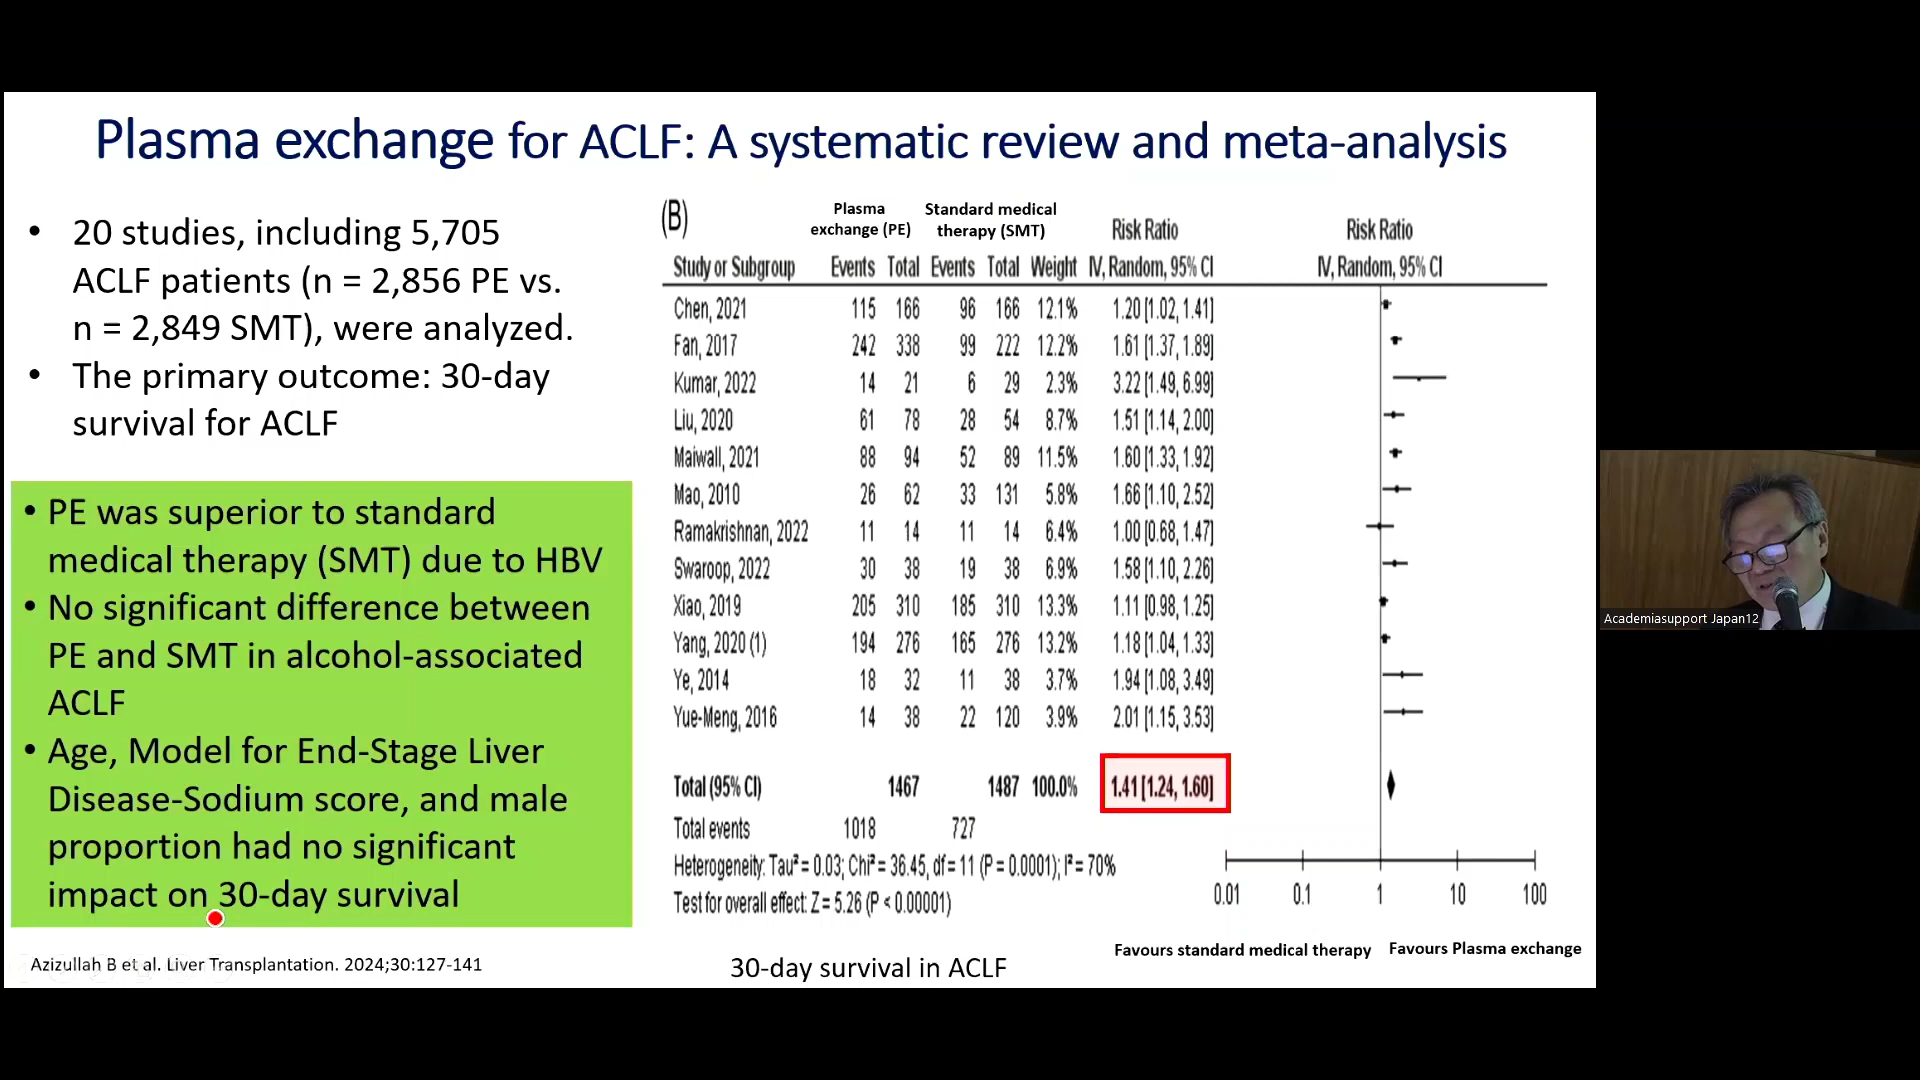 Plasma exchange for ACLF: A systematic review and meta-analysis
• 20 studies, including 5,705
ACLF patients (n = 2,856 PE vs.
n = 2,849 SMT), were analyzed.
• The primary outcome: 30-day
survival for ACLF
• PE was superior to standard
medical therapy (SMT) due to HBV
• No significant difference between
PE and SMT in alcohol-associated
ACLF
• Age, Model for End-Stage Liver
Disease-Sodium score, and male
proportion had no significant
impact on 30-day survival
Azizullah B et al. Liver Transplantation. 2024;30:127-141
(B)
Plasma
exchange (PE)
Standard medical
therapy (SMT)
Risk Ratio
Risk Ratio
Study or Subgroup Events Total Events Total Weight IV, Random, 95% CI IV, Random, 95% CI
Chen, 2021 115 166 96 166 12.1% 1.20 [1.02, 1.41]
Fan, 2017 242 338 99 222 12.2% 1.61 [1.37, 1.89]
Kumar, 2022 14 21 6 29 2.3% 3.22 [1.49, 6.99]
Liu, 2020 61 78 28 54 8.7% 1.51 [1.14, 2.00]
Maiwall, 2021 88 94 52 89 11.5% 1.60 [1.33, 1.92]
Mao, 2010 26 62 33 131 5.8% 1.66 [1.10, 2.52]
Ramakrishnan, 2022 11 14 11 14 6.4% 1.00 [0.68, 1.47]
Swaroop, 2022 30 38 19 38 6.9% 1.58 [1.10, 2.26]
Xiao, 2019 205 310 185 310 13.3% 1.11 [0.98, 1.25]
Yang, 2020 (1) 194 276 165 276 13.2% 1.18 [1.04, 1.33]
Ye, 2014 18 32 11 38 3.7% 1.94 [1.08, 3.49]
Yue-Meng, 2016 14 38 22 120 3.9% 2.01 [1.15, 3.53]
Total (95% CI) 1467 1487 100.0% 1.41 [1.24, 1.60]
Total events 1018 727
Heterogeneity: Tau² = 0.03; Chi² = 36.45, df = 11 (P = 0.0001); I² = 70%
Test for overall effect: Z = 5.26 (P < 0.00001)
0.01 0.1 1 10 100
Favours standard medical therapy Favours Plasma exchange
30-day survival in ACLF
Academiasupport Japan12